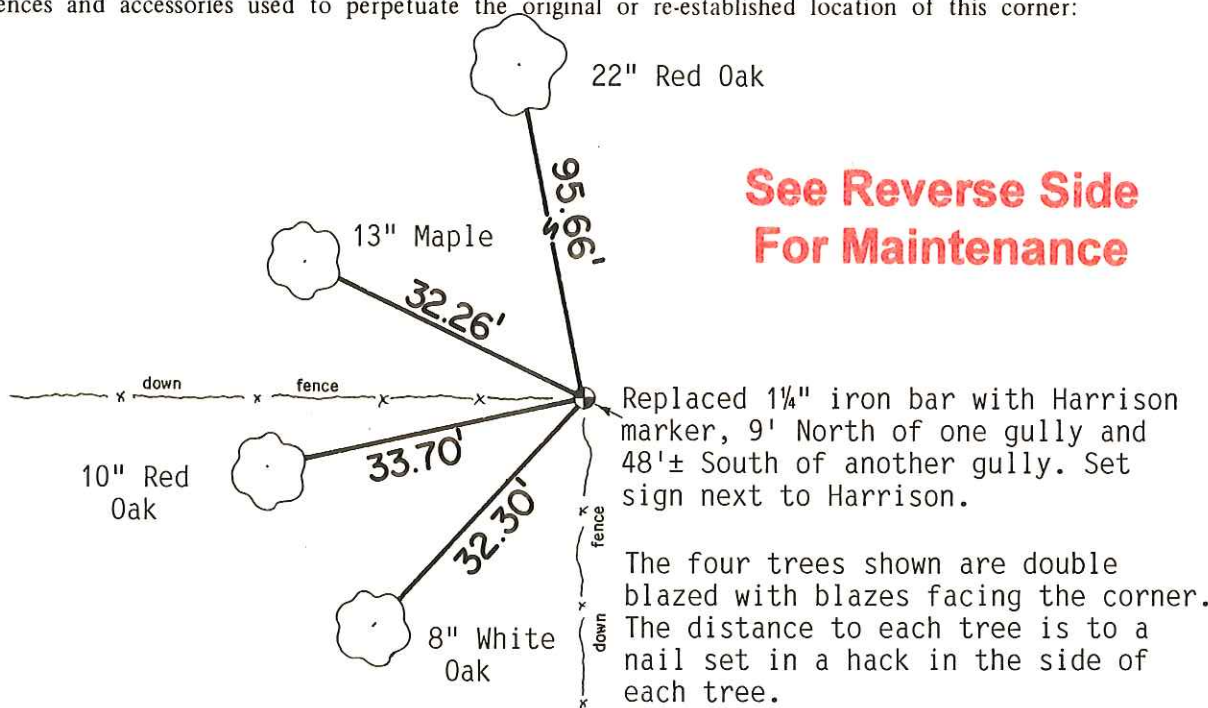 ences and accessories used to perpetuate the original or re-established location of this corner:
22" Red Oak
95.66'
See Reverse Side
For Maintenance
13" Maple
32.26'
down fence
Replaced 1¼" iron bar with Harrison
marker, 9' North of one gully and
48'± South of another gully. Set
sign next to Harrison.
33.70'
10" Red
Oak
32.30'
fence
down
The four trees shown are double
blazed with blazes facing the corner.
The distance to each tree is to a
nail set in a hack in the side of
each tree.
8" White
Oak